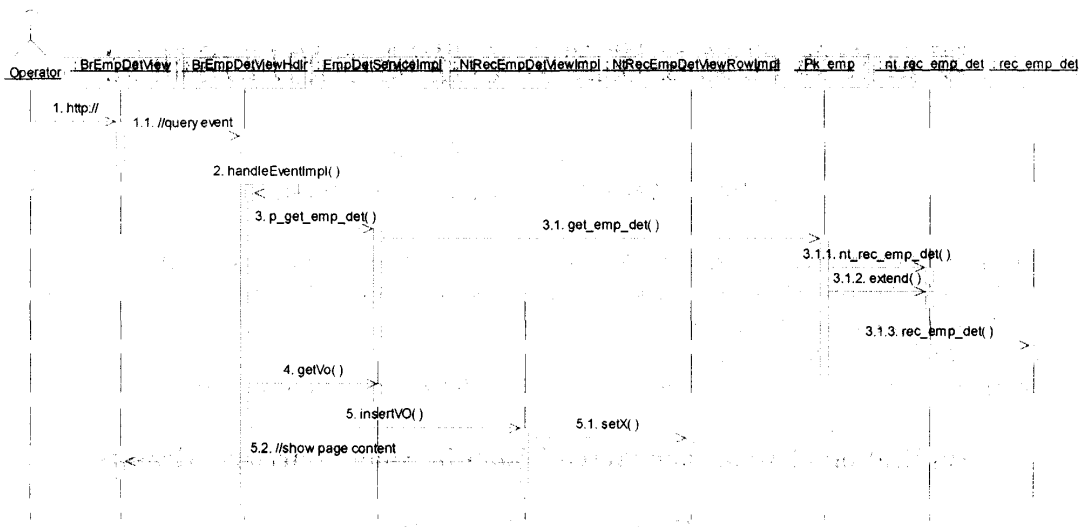 Operator
: BrEmpDetView
: BrEmpDetViewHdlr
: EmpDetServiceImpl
: NtRecEmpDetViewImpl
: NtRecEmpDetViewRowImpl
: Pk_emp
: nt_rec_emp_det
: rec_emp_det
1. http://
1.1. //query event
2. handleEventImpl( )
3. p_get_emp_det( )
3.1. get_emp_det( )
3.1.1. nt_rec_emp_det( )
3.1.2. extend( )
3.1.3. rec_emp_det( )
4. getVo( )
5. insertVO( )
5.1. setX( )
5.2. //show page content